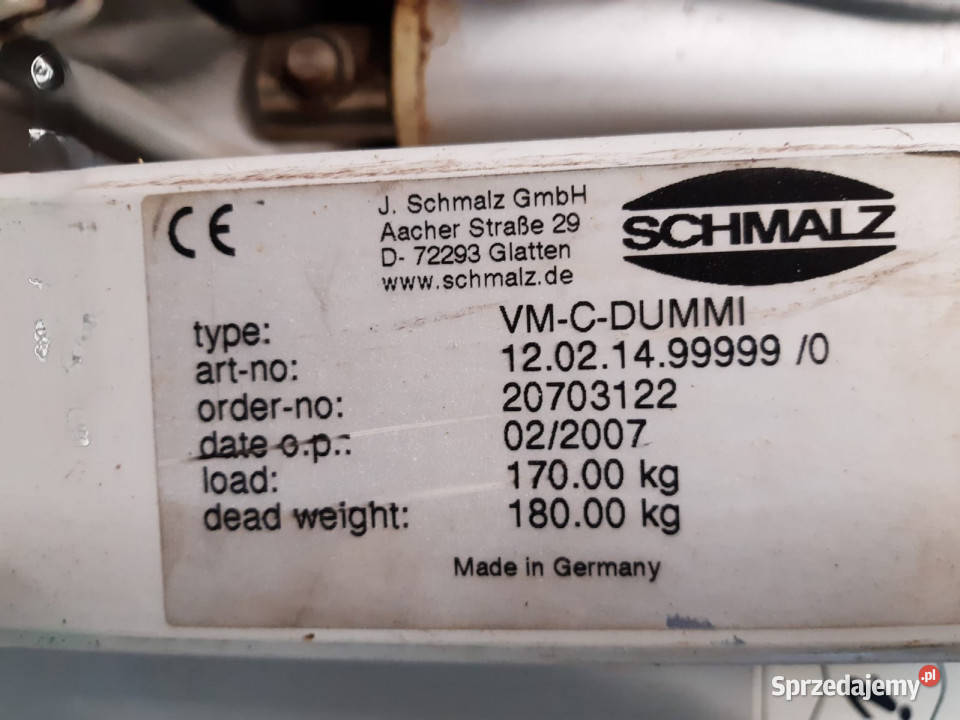 CE
J. Schmalz GmbH
Aacher Straße 29
D- 72293 Glatten
www.schmalz.de
SCHMALZ
type: VM-C-DUMMI
art-no: 12.02.14.99999 /0
order-no: 20703122
date o.p.: 02/2007
load: 170.00 kg
dead weight: 180.00 kg
Made in Germany
Sprzedajemy.pl